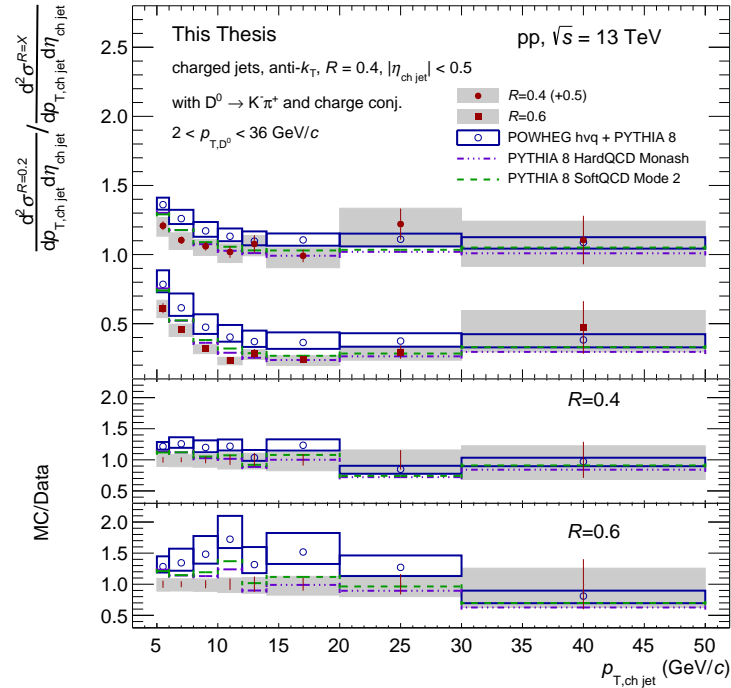 This Thesis
pp, √s = 13 TeV
charged jets, anti-kT, R = 0.4, |ηch jet| < 0.5
with D0 → K-π+ and charge conj.
2 < pT,D0 < 36 GeV/c
R=0.4 (+0.5)
R=0.6
POWHEG hvq + PYTHIA 8
PYTHIA 8 HardQCD Monash
PYTHIA 8 SoftQCD Mode 2
d2σR=0.2 / dpT,ch jet dηch jet / d2σR=X / dpT,ch jet dηch jet
2.5
2.0
1.5
1.0
0.5
R=0.4
2.0
1.5
1.0
0.5
MC/Data
R=0.6
2.0
1.5
1.0
0.5
5 10 15 20 25 30 35 40 45 50
pT,ch jet (GeV/c)